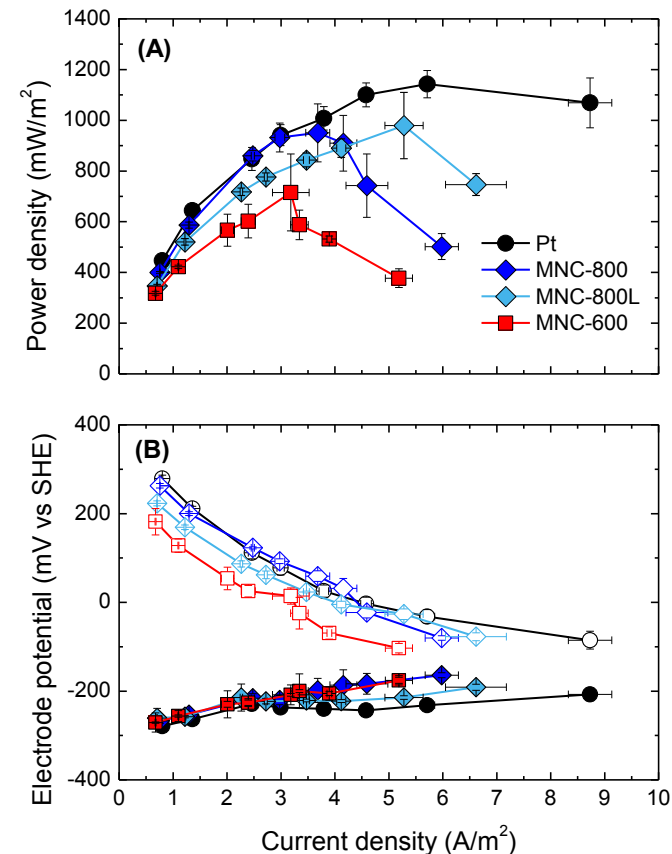 (A)
Power density (mW/m²)
1400
1200
1000
800
600
400
200
0
Pt
MNC-800
MNC-800L
MNC-600
(B)
Electrode potential (mV vs SHE)
400
200
0
-200
-400
0 1 2 3 4 5 6 7 8 9 10
Current density (A/m²)